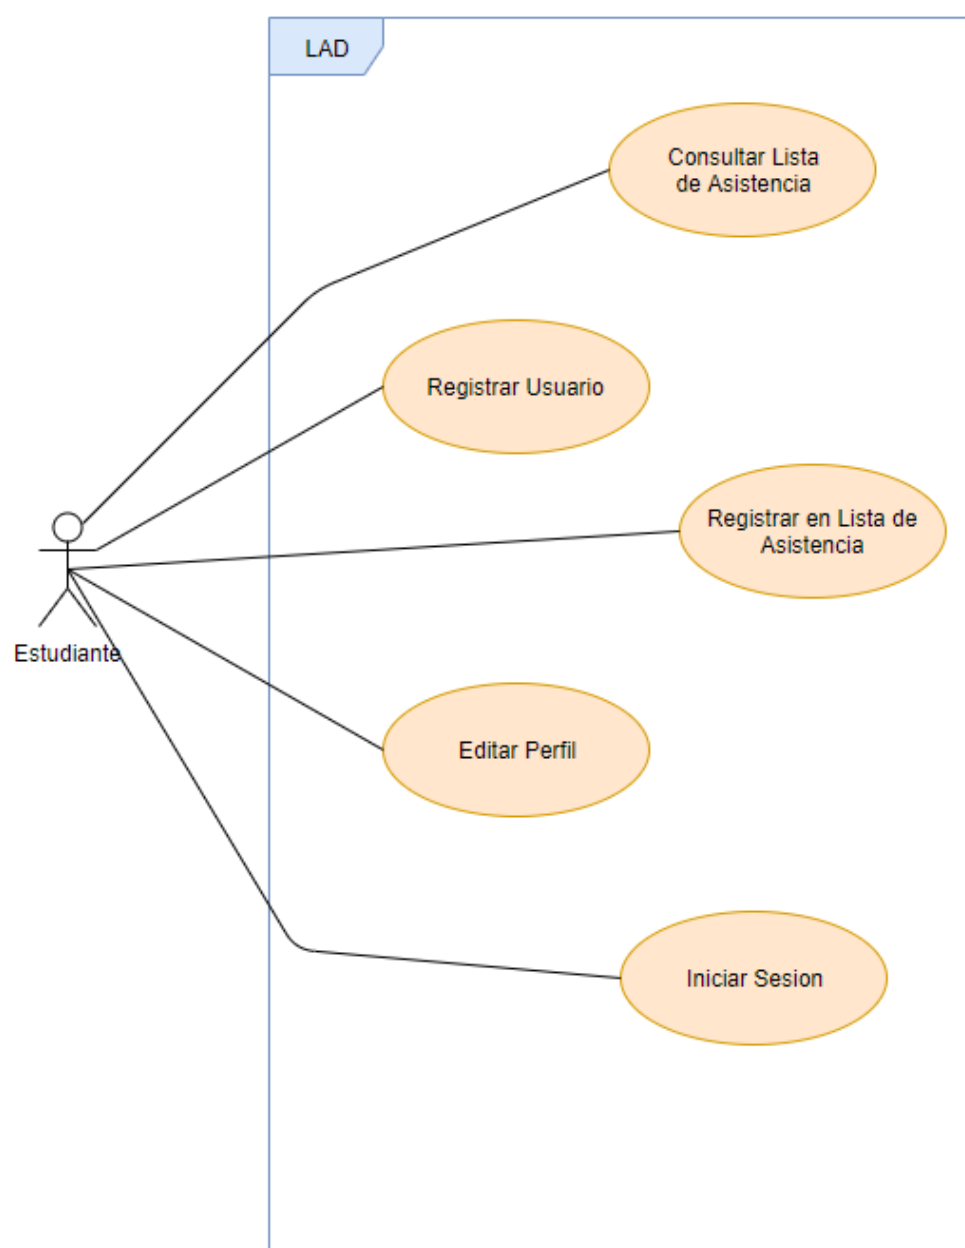 LAD
Consultar Lista
de Asistencia
Registrar Usuario
Registrar en Lista de
Asistencia
Estudiante
Editar Perfil
Iniciar Sesion